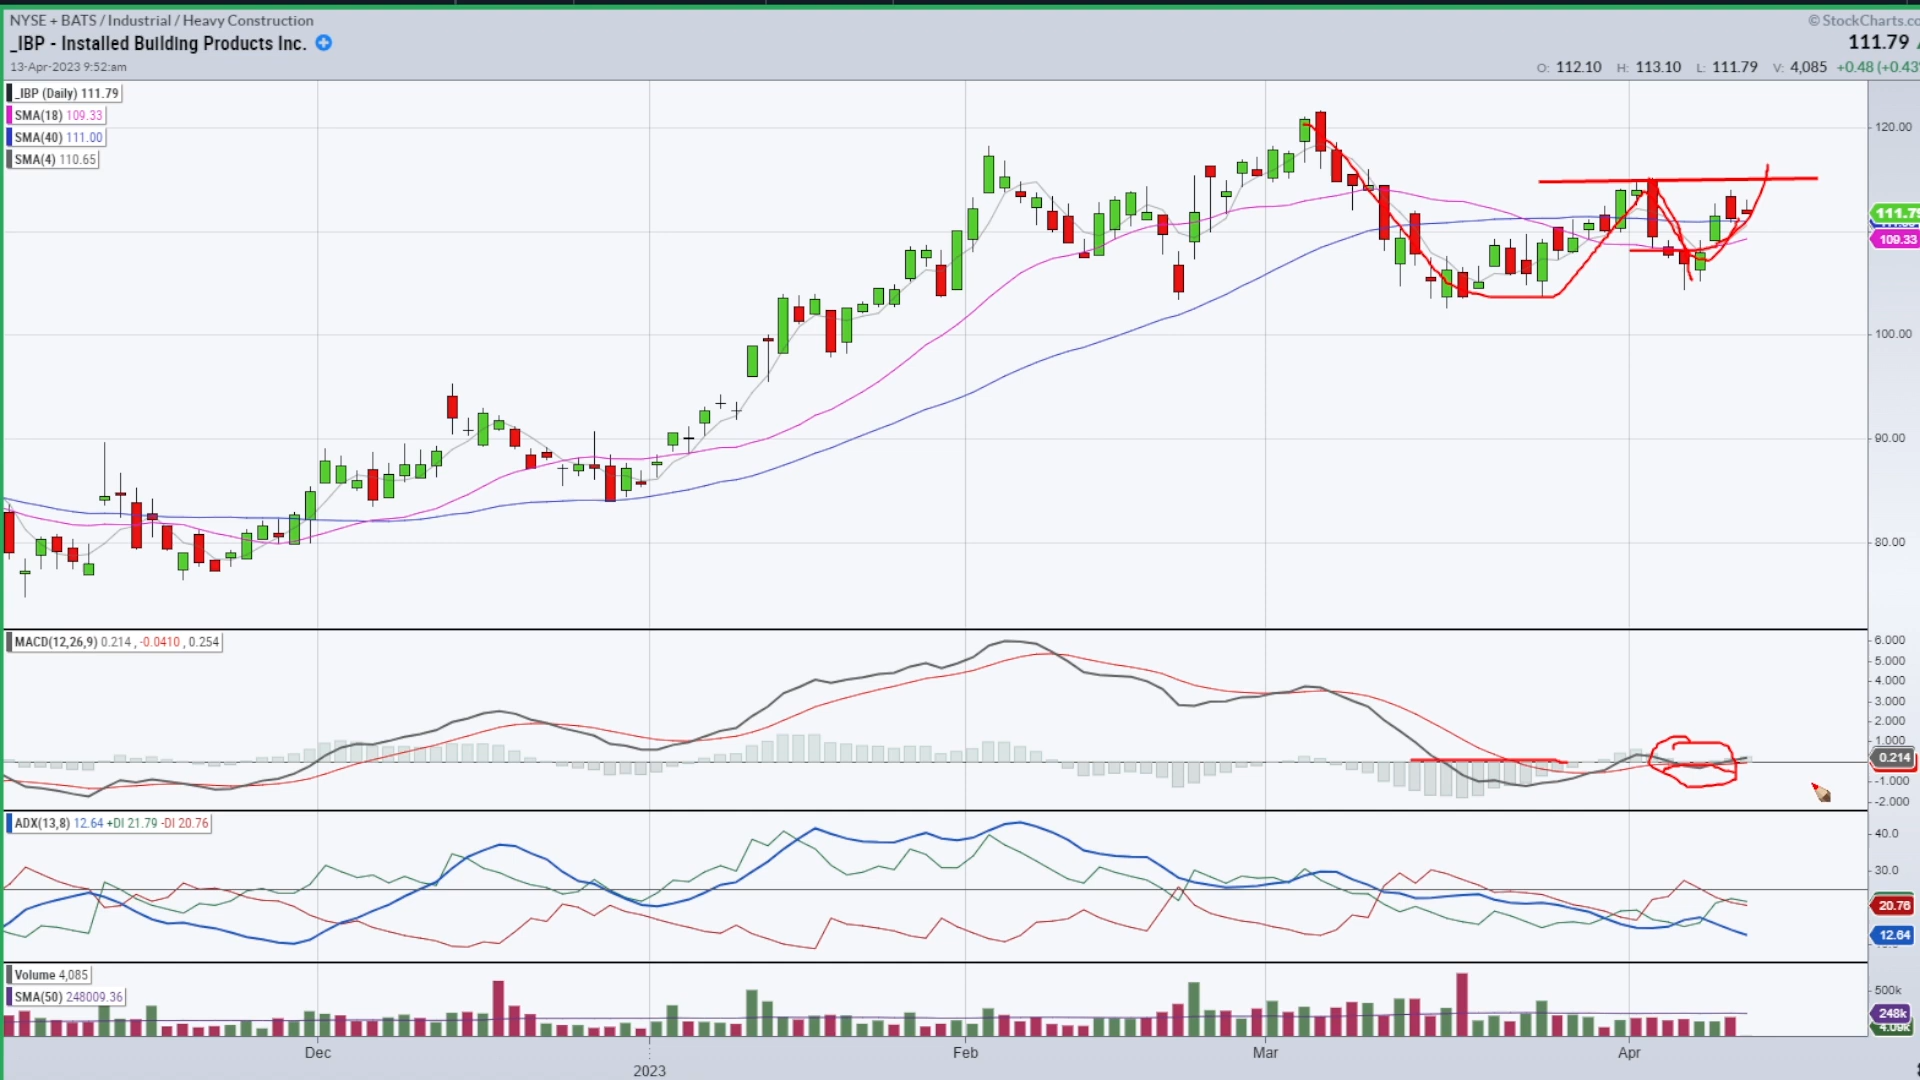 NYSE + BATS / Industrial / Heavy Construction
© StockCharts.co
_IBP - Installed Building Products Inc.
111.79
13-Apr-2023 9:52:am
O: 112.10 H: 113.10 L: 111.79 V: 4,085 +0.48 (+0.43
_IBP (Daily) 111.79
SMA(18) 109.33
SMA(40) 111.00
SMA(4) 110.65
120.00
111.79
109.33
100.00
90.00
80.00
MACD(12,26,9) 0.214 , -0.0410 , 0.254
6.000
5.000
4.000
3.000
2.000
1.000
0.214
-1.000
-2.000
ADX(13,8) 12.64 +DI 21.79 -DI 20.76
40.0
30.0
20.76
12.64
Volume 4,085
SMA(50) 248009.36
500k
248k
4.09k
Dec
Feb
Mar
Apr
2023